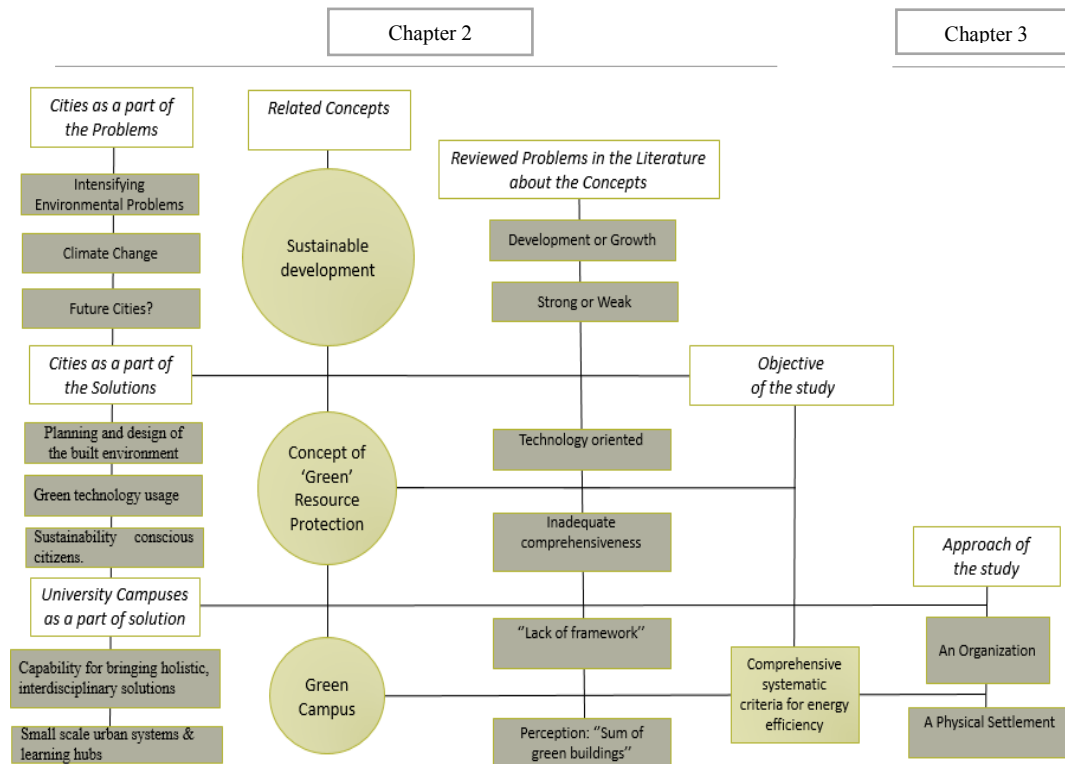 Chapter 2
Chapter 3
Cities as a part of
the Problems
Intensifying
Environmental Problems
Climate Change
Future Cities?
Cities as a part of
the Solutions
Planning and design of
the built environment
Green technology usage
Sustainability conscious
citizens.
University Campuses
as a part of solution
Capability for bringing holistic,
interdisciplinary solutions
Small scale urban systems &
learning hubs
Related Concepts
Sustainable
development
Concept of
‘Green’
Resource
Protection
Green
Campus
Reviewed Problems in the Literature
about the Concepts
Development or Growth
Strong or Weak
Technology oriented
Inadequate
comprehensiveness
“Lack of framework”
Perception: “Sum of
green buildings”
Objective
of the study
Comprehensive
systematic
criteria for energy
efficiency
Approach of
the study
An Organization
A Physical Settlement